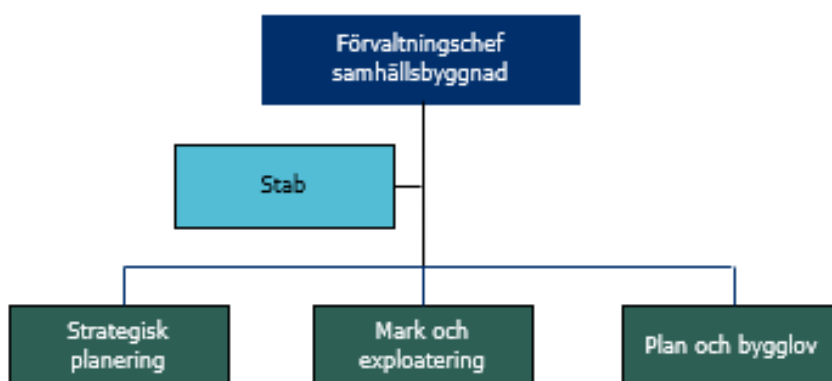 Förvaltningschef
samhällsbyggnad
Stab
Strategisk
planering
Mark och
exploatering
Plan och bygglov